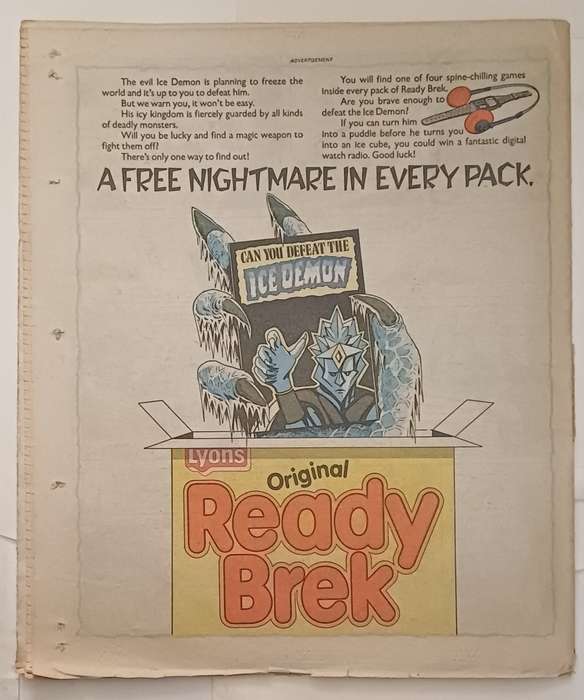 ADVERTISEMENT
The evil Ice Demon is planning to freeze the
world and it's up to you to defeat him.
But we warn you, it won't be easy.
His icy kingdom is fiercely guarded by all kinds
of deadly monsters.
Will you be lucky and find a magic weapon to
fight them off?
There's only one way to find out!
You will find one of four spine-chilling games
inside every pack of Ready Brek.
Are you brave enough to
defeat the Ice Demon?
If you can turn him
into a puddle before he turns you
into an ice cube, you could win a fantastic digital
watch radio. Good luck!
A FREE NIGHTMARE IN EVERY PACK.
CAN YOU DEFEAT THE
ICE DEMON
Lyons
Original
Ready
Brek